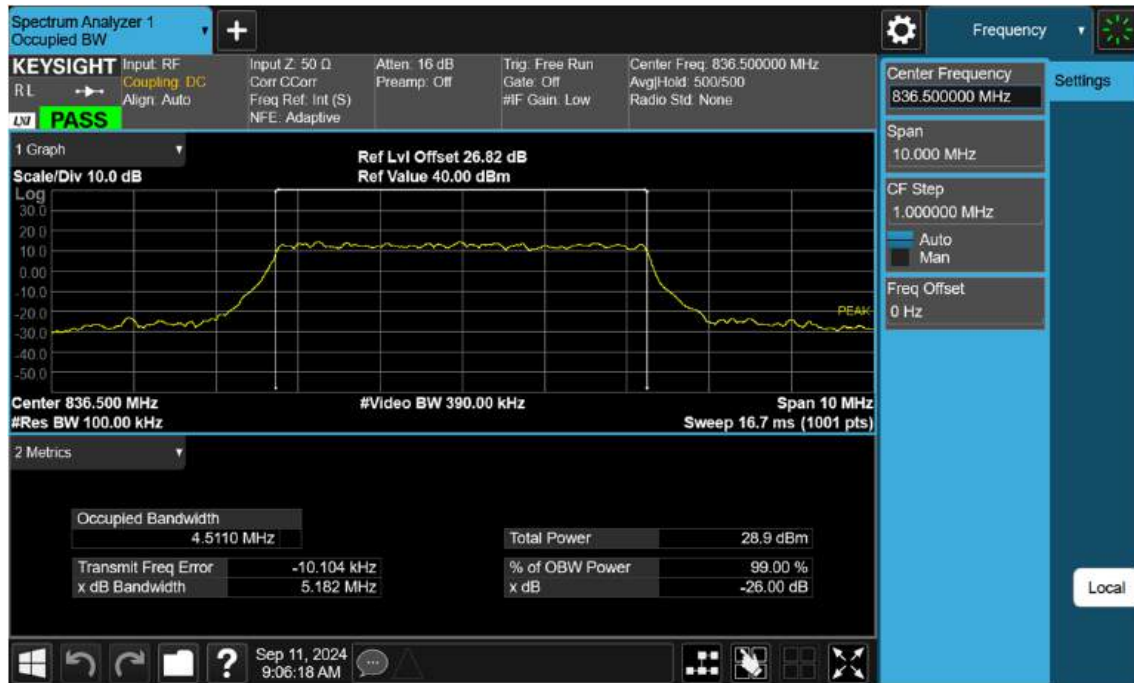 Spectrum Analyzer 1
Occupied BW
Frequency
KEYSIGHT
Input: RF
Coupling: DC
Align: Auto
Input Z: 50 Ω
Corr CCorr
Freq Ref: Int (S)
NFE: Adaptive
Atten: 16 dB
Preamp: Off
Trig: Free Run
Gate: Off
#IF Gain: Low
Center Freq: 836.500000 MHz
Avg|Hold: 500/500
Radio Std: None
R L
LXI
PASS
1 Graph
Scale/Div 10.0 dB
Ref Lvl Offset 26.82 dB
Ref Value 40.00 dBm
Log
30.0
20.0
10.0
0.00
-10.0
-20.0
-30.0
-40.0
-50.0
PEAK
Center 836.500 MHz
#Res BW 100.00 kHz
#Video BW 390.00 kHz
Span 10 MHz
Sweep 16.7 ms (1001 pts)
2 Metrics
Occupied Bandwidth
4.5110 MHz
Transmit Freq Error -10.104 kHz
x dB Bandwidth 5.182 MHz
Total Power 28.9 dBm
% of OBW Power 99.00 %
x dB -26.00 dB
Center Frequency
836.500000 MHz
Span
10.000 MHz
CF Step
1.000000 MHz
Auto
Man
Freq Offset
0 Hz
Settings
Local
?
Sep 11, 2024
9:06:18 AM